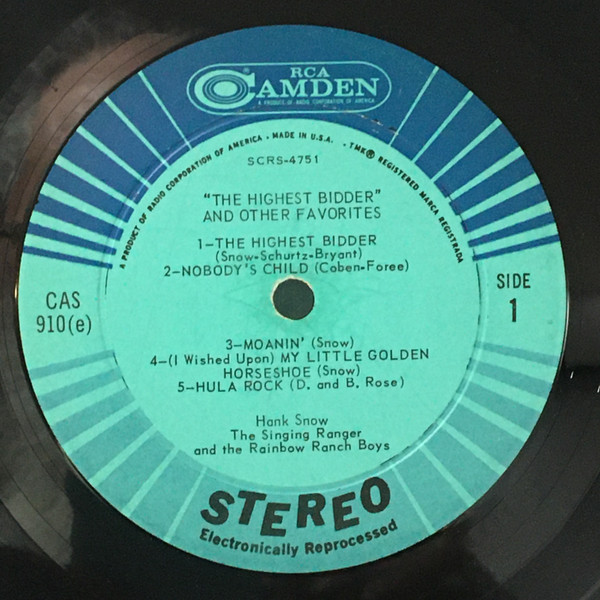 RCA
CAMDEN
A PRODUCT OF RADIO CORPORATION OF AMERICA
A PRODUCT OF RADIO CORPORATION OF AMERICA • MADE IN U.S.A. • TMK® REGISTERED MARCA REGISTRADA
SCRS-4751
"THE HIGHEST BIDDER"
AND OTHER FAVORITES
1—THE HIGHEST BIDDER
(Snow-Schurtz-Bryant)
2—NOBODY'S CHILD (Coben-Foree)
CAS
910(e)
SIDE
1
3—MOANIN' (Snow)
4—(I Wished Upon) MY LITTLE GOLDEN
HORSESHOE (Snow)
5—HULA ROCK (D. and B. Rose)
Hank Snow
The Singing Ranger
and the Rainbow Ranch Boys
STEREO
Electronically Reprocessed